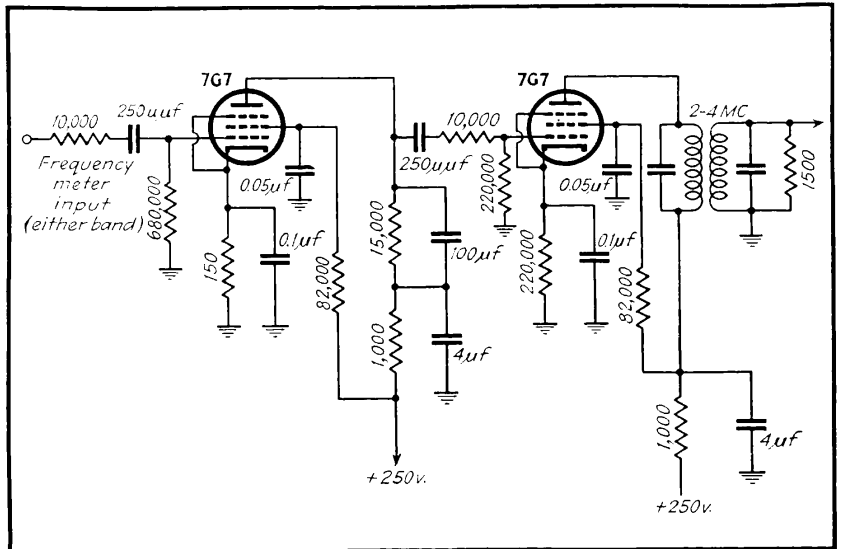 7G7
10,000
250uuf
Frequency
meter
input
(either band)
680,000
150
0.1µf
0.05µf
82,000
15,000
100µf
1,000
4µf
+250v.
7G7
10,000
250µµf
220,000
220,000
0.05µf
0.1µf
82,000
2-4 MC
1500
1,000
4µf
+250v.